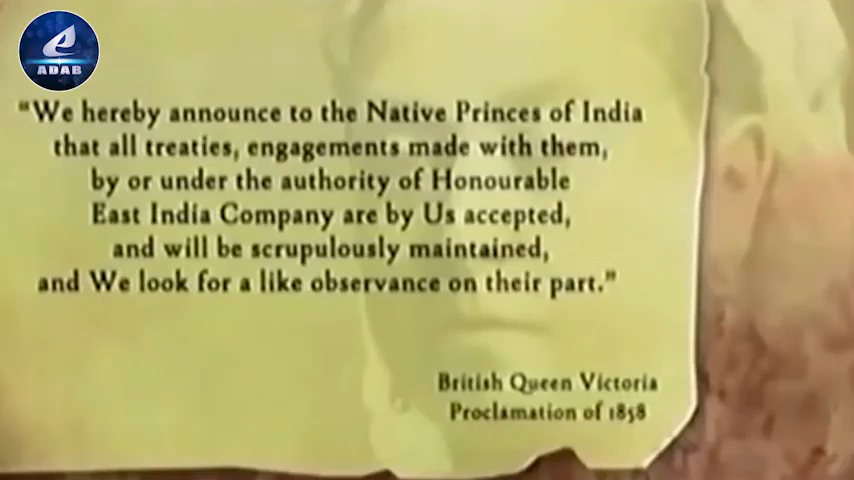 e
ADAB
"We hereby announce to the Native Princes of India
that all treaties, engagements made with them,
by or under the authority of Honourable
East India Company are by Us accepted,
and will be scrupulously maintained,
and We look for a like observance on their part."
British Queen Victoria
Proclamation of 1858